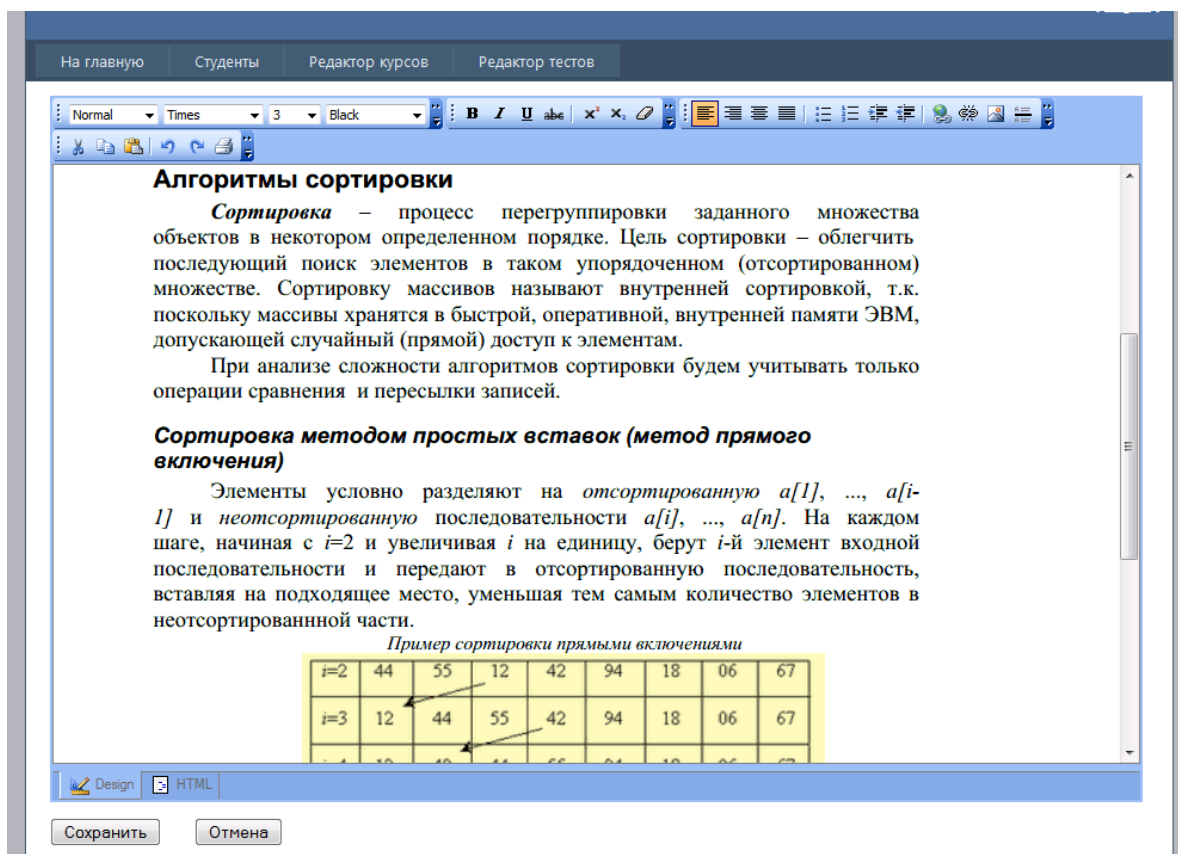 На главную Студенты Редактор курсов Редактор тестов
Normal Times 3 Black B I U abc x² x₂
Алгоритмы сортировки
Сортировка – процесс перегруппировки заданного множества
объектов в некотором определенном порядке. Цель сортировки – облегчить
последующий поиск элементов в таком упорядоченном (отсортированном)
множестве. Сортировку массивов называют внутренней сортировкой, т.к.
поскольку массивы хранятся в быстрой, оперативной, внутренней памяти ЭВМ,
допускающей случайный (прямой) доступ к элементам.
При анализе сложности алгоритмов сортировки будем учитывать только
операции сравнения и пересылки записей.
Сортировка методом простых вставок (метод прямого
включения)
Элементы условно разделяют на отсортированную a[1], ..., a[i-
1] и неотсортированную последовательности a[i], ..., a[n]. На каждом
шаге, начиная с i=2 и увеличивая i на единицу, берут i-й элемент входной
последовательности и передают в отсортированную последовательность,
вставляя на подходящее место, уменьшая тем самым количество элементов в
неотсортированнной части.
Пример сортировки прямыми включениями
i=2 44 55 12 42 94 18 06 67
i=3 12 44 55 42 94 18 06 67
Design HTML
Сохранить Отмена